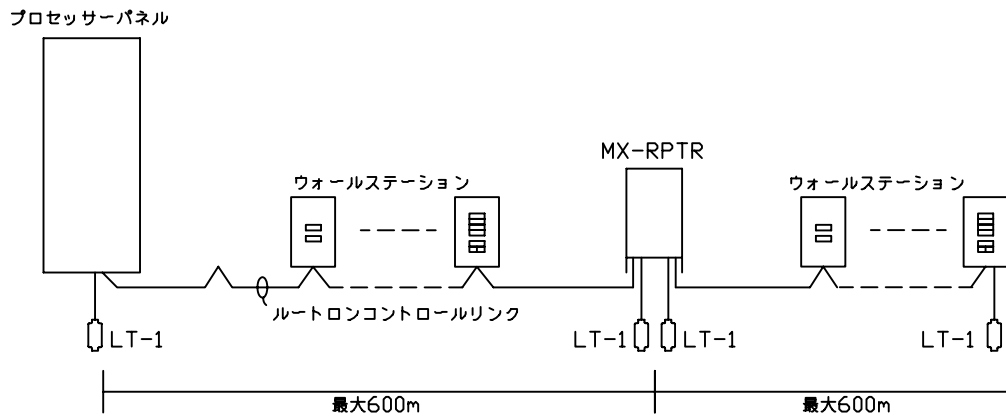 プロセッサーパネル
MX-RPTR
ウォールステーション
ウォールステーション
ルートロンコントロールリンク
LT-1
LT-1
LT-1
LT-1
最大600m
最大600m